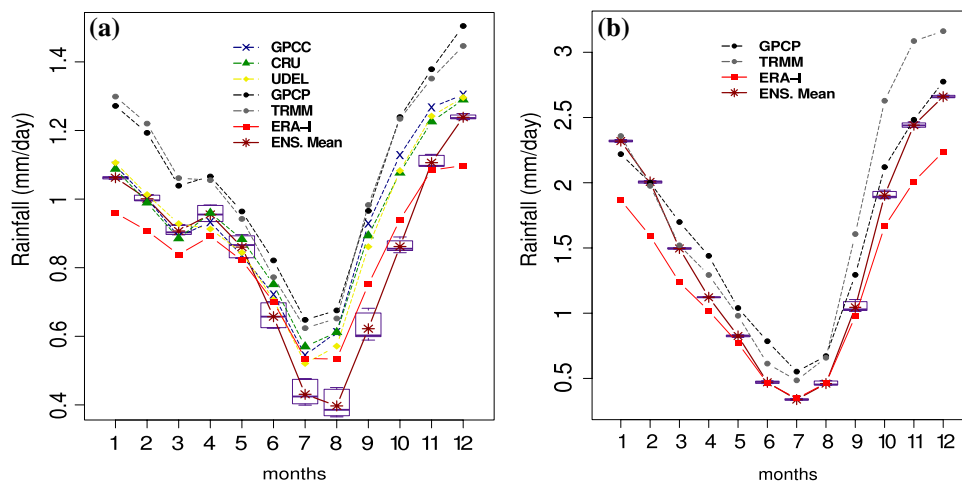 (a)
GPCC
CRU
UDEL
GPCP
TRMM
ERA-I
ENS. Mean
Rainfall (mm/day)
1.4
1.2
1
0.8
0.6
0.4
1 2 3 4 5 6 7 8 9 10 11 12
months
(b)
GPCP
TRMM
ERA-I
ENS. Mean
Rainfall (mm/day)
3
2.5
2
1.5
1
0.5
1 2 3 4 5 6 7 8 9 10 11 12
months